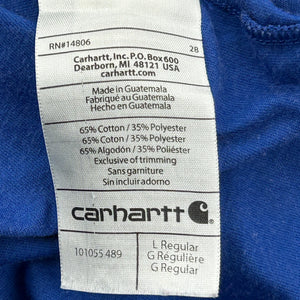 RN#14806 2B
Carhartt, Inc. P.O. Box 600
Dearborn, MI 48121 USA
carhartt.com
Made in Guatemala
Fabriqué au Guatemala
Hecho en Guatemala
65% Cotton / 35% Polyester
65% Coton / 35% Polyester
65% Algodón / 35% Poliéster
Exclusive of trimming
Sans garniture
Sin incluir adorno
carhartt
101055 489
L Regular
G Régulière
G Regular